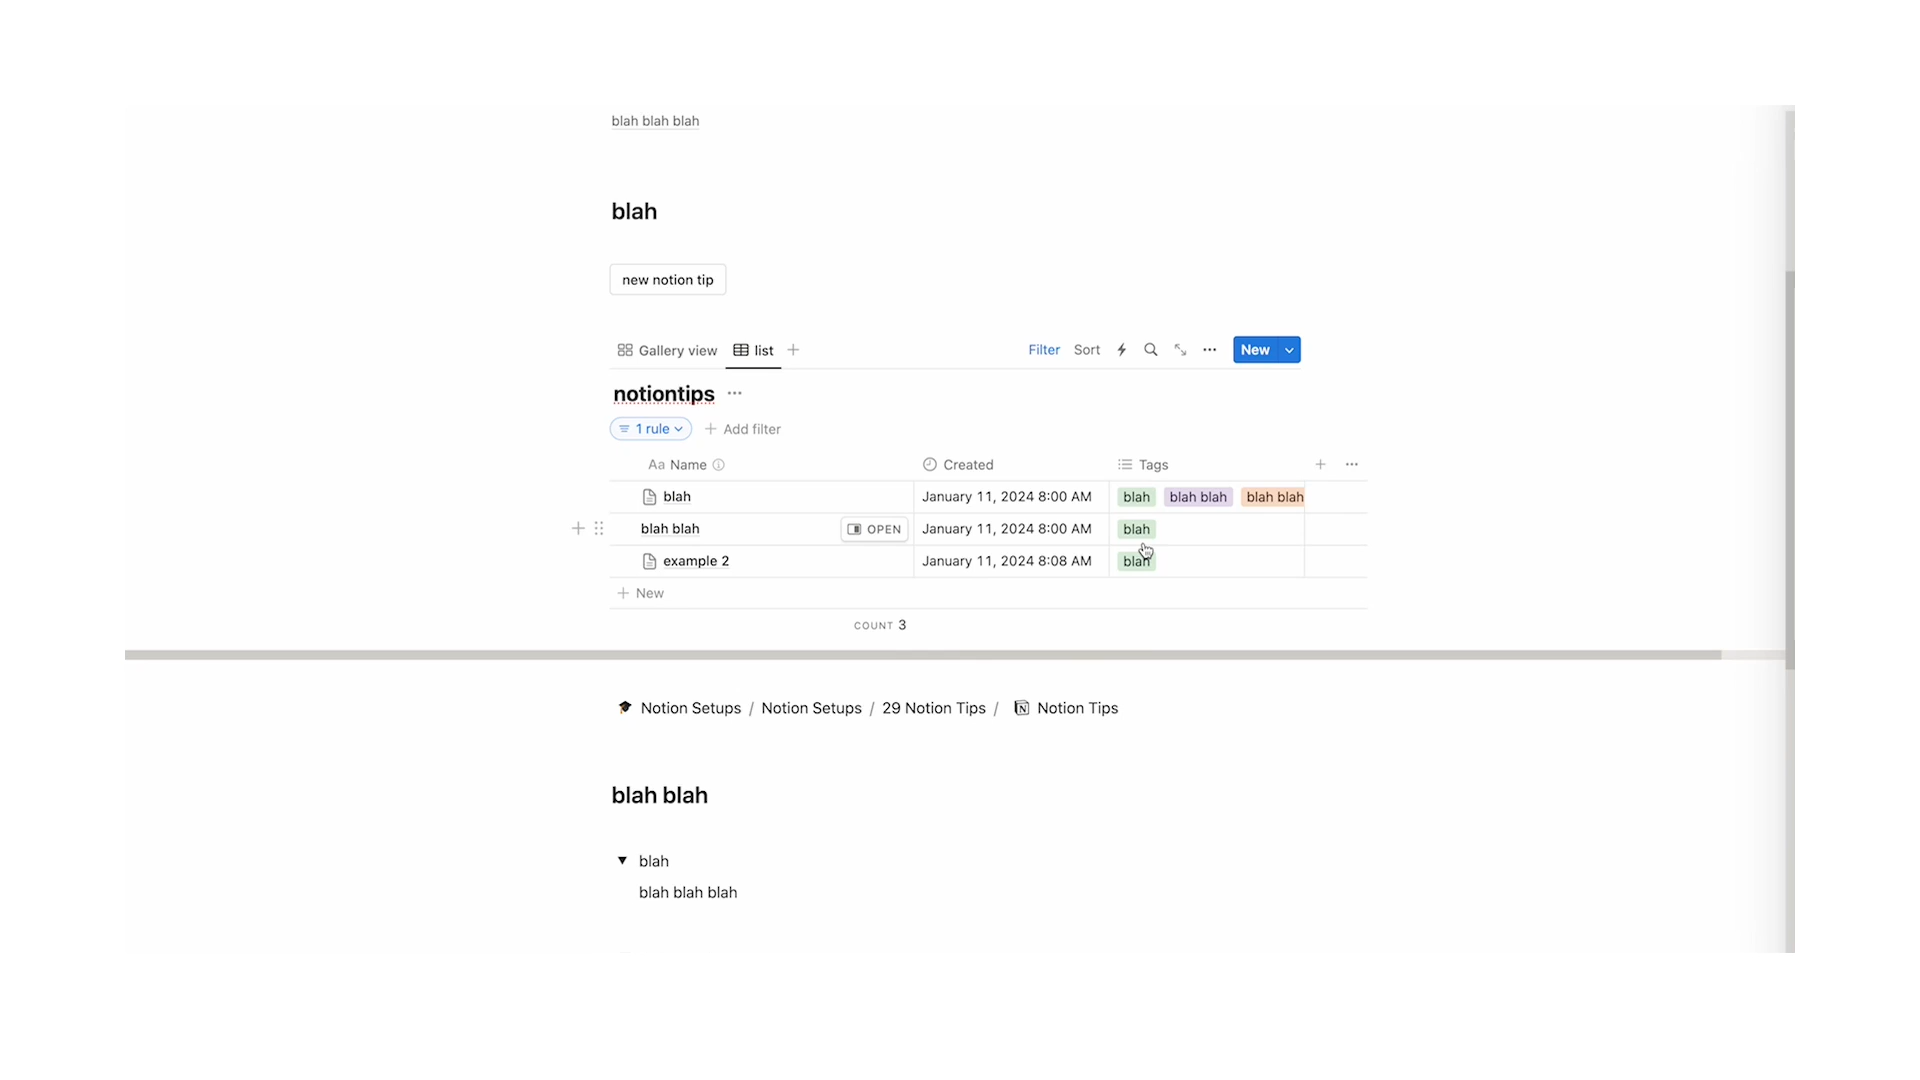 blah blah blah
blah
new notion tip
Gallery view list Filter Sort New
notiontips
1 rule Add filter
Aa Name Created Tags
blah January 11, 2024 8:00 AM blah blah blah blah blah
blah blah OPEN January 11, 2024 8:00 AM blah
example 2 January 11, 2024 8:08 AM blah
New
COUNT 3
Notion Setups / Notion Setups / 29 Notion Tips / Notion Tips
blah blah
blah
blah blah blah